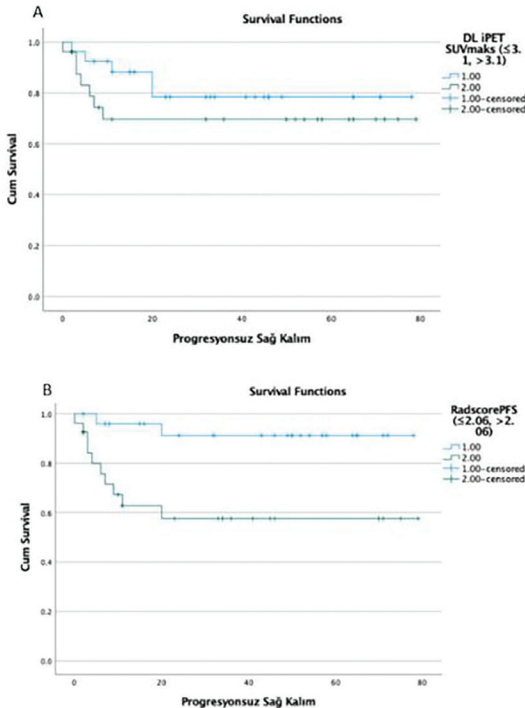 A
Survival Functions
DL iPET
SUVmaks (≤3.
1, >3.1)
1.00
2.00
1.00-censored
2.00-censored
Cum Survival
1.0
0.8
0.6
0.4
0.2
0.0
0
20
40
60
80
Progresyonsuz Sağ Kalım
B
Survival Functions
RadscorePFS
(≤2.06, >2.
06)
1.00
2.00
1.00-censored
2.00-censored
Cum Survival
1.0
0.8
0.6
0.4
0.2
0.0
0
20
40
60
80
Progresyonsuz Sağ Kalım